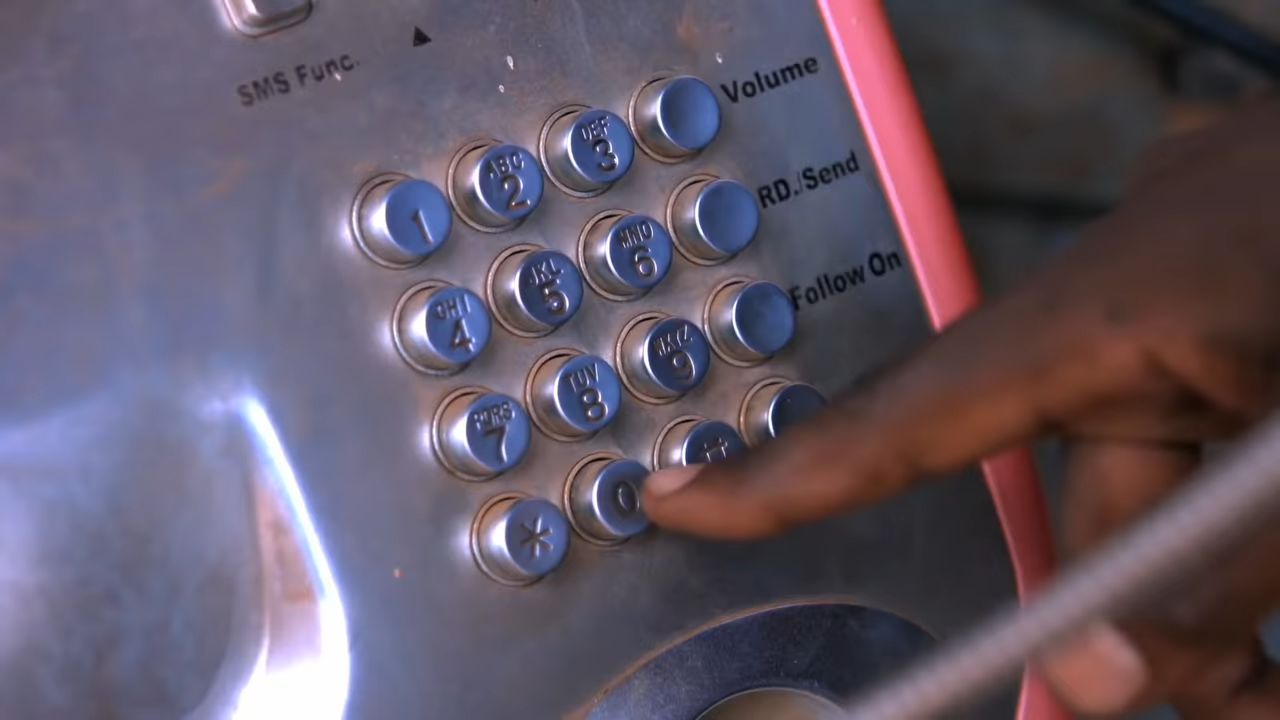 SMS Func.
Volume
1
ABC 2
DEF 3
RD./Send
GHI 4
JKL 5
MNO 6
Follow On
PQRS 7
TUV 8
WXYZ 9
*
0
#